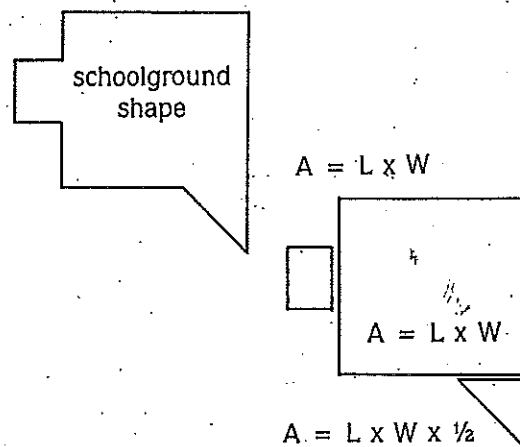 schoolground
shape
A = L x W
A = L x W
A = L x W x ½